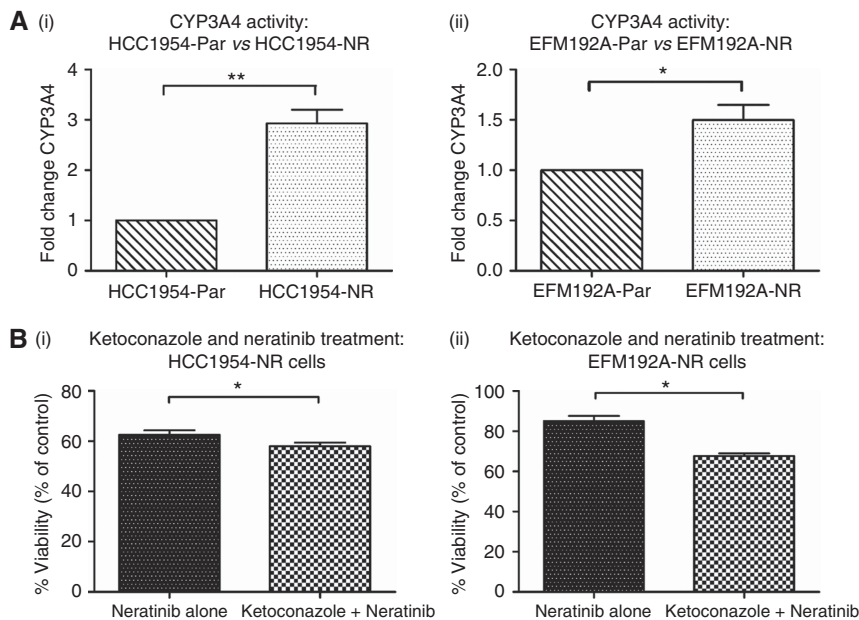 A (i) CYP3A4 activity:
HCC1954-Par vs HCC1954-NR
Fold change CYP3A4
4
3
2
1
0
**
HCC1954-Par HCC1954-NR
(ii) CYP3A4 activity:
EFM192A-Par vs EFM192A-NR
Fold change CYP3A4
2.0
1.5
1.0
0.5
0.0
*
EFM192A-Par EFM192A-NR
B (i) Ketoconazole and neratinib treatment:
HCC1954-NR cells
% Viability (% of control)
80
60
40
20
0
*
Neratinib alone Ketoconazole + Neratinib
(ii) Ketoconazole and neratinib treatment:
EFM192A-NR cells
% Viability (% of control)
100
80
60
40
20
0
*
Neratinib alone Ketoconazole + Neratinib